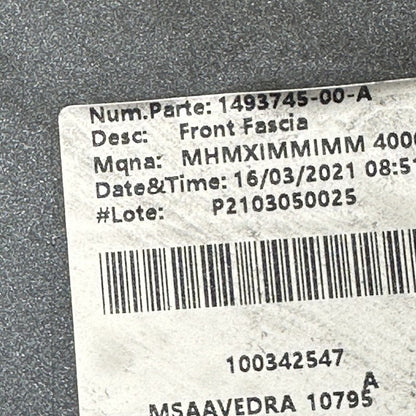 Num.Parte: 1493745-00-A
Desc: Front Fascia
Mqna: MHMXIMMIMM 4000
Date&Time: 16/03/2021 08:51
#Lote: P2103050025
100342547
A
MSAAVEDRA 10795